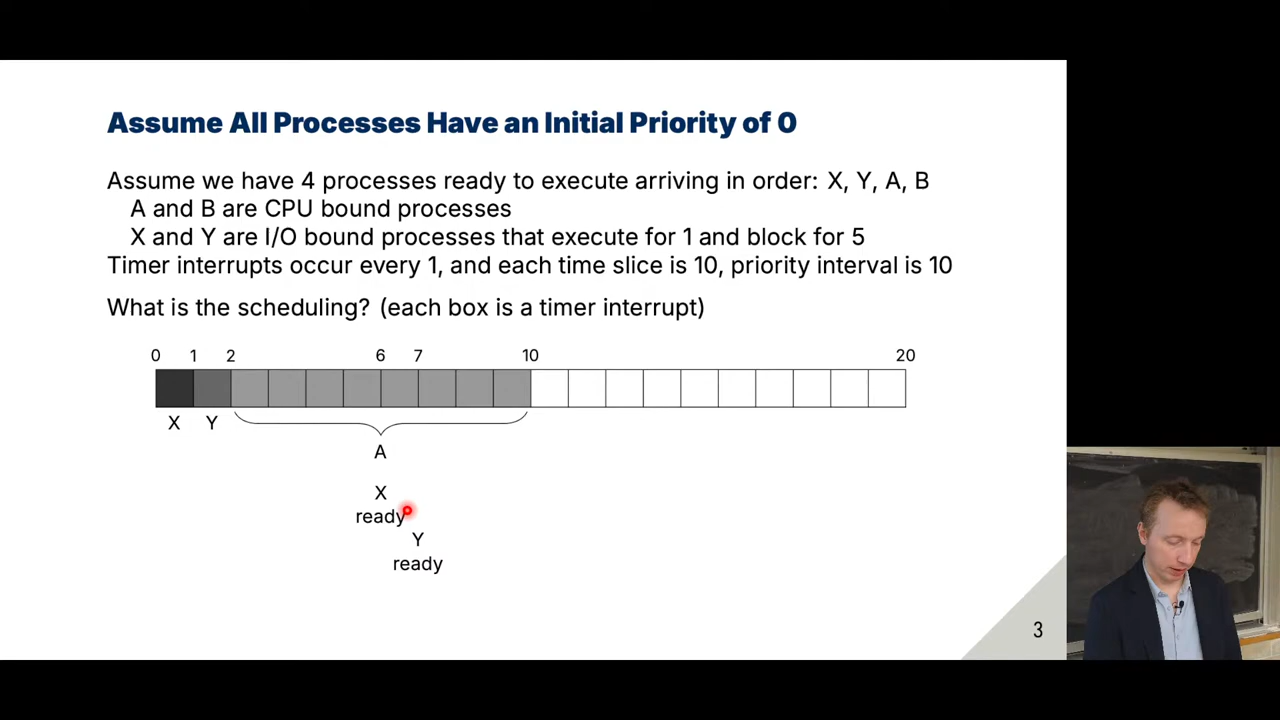 Assume All Processes Have an Initial Priority of 0
Assume we have 4 processes ready to execute arriving in order: X, Y, A, B
A and B are CPU bound processes
X and Y are I/O bound processes that execute for 1 and block for 5
Timer interrupts occur every 1, and each time slice is 10, priority interval is 10
What is the scheduling? (each box is a timer interrupt)
0 1 2 6 7 10 20
X Y
A
X
ready
Y
ready
3